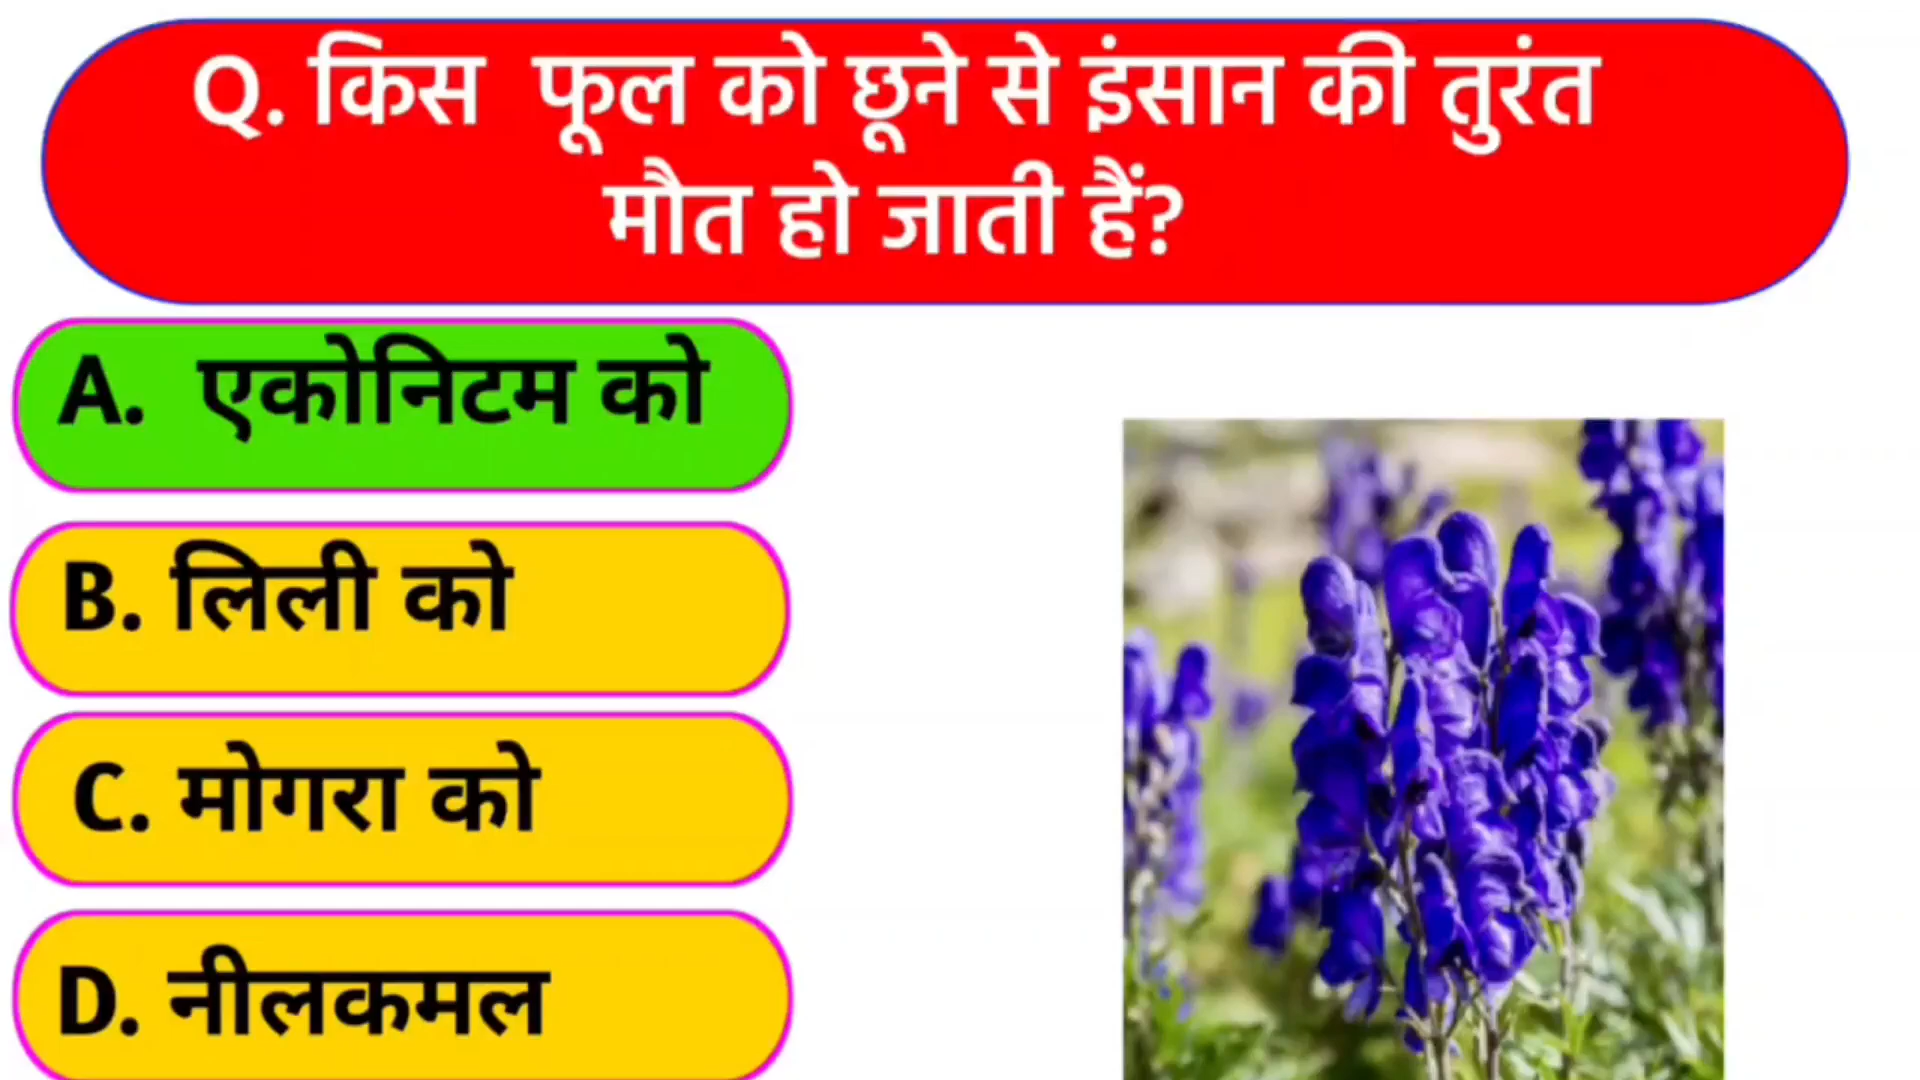 Q. किस फूल को छूने से इंसान की तुरंत
मौत हो जाती हैं?
A. एकोनिटम को
B. लिली को
C. मोगरा को
D. नीलकमल